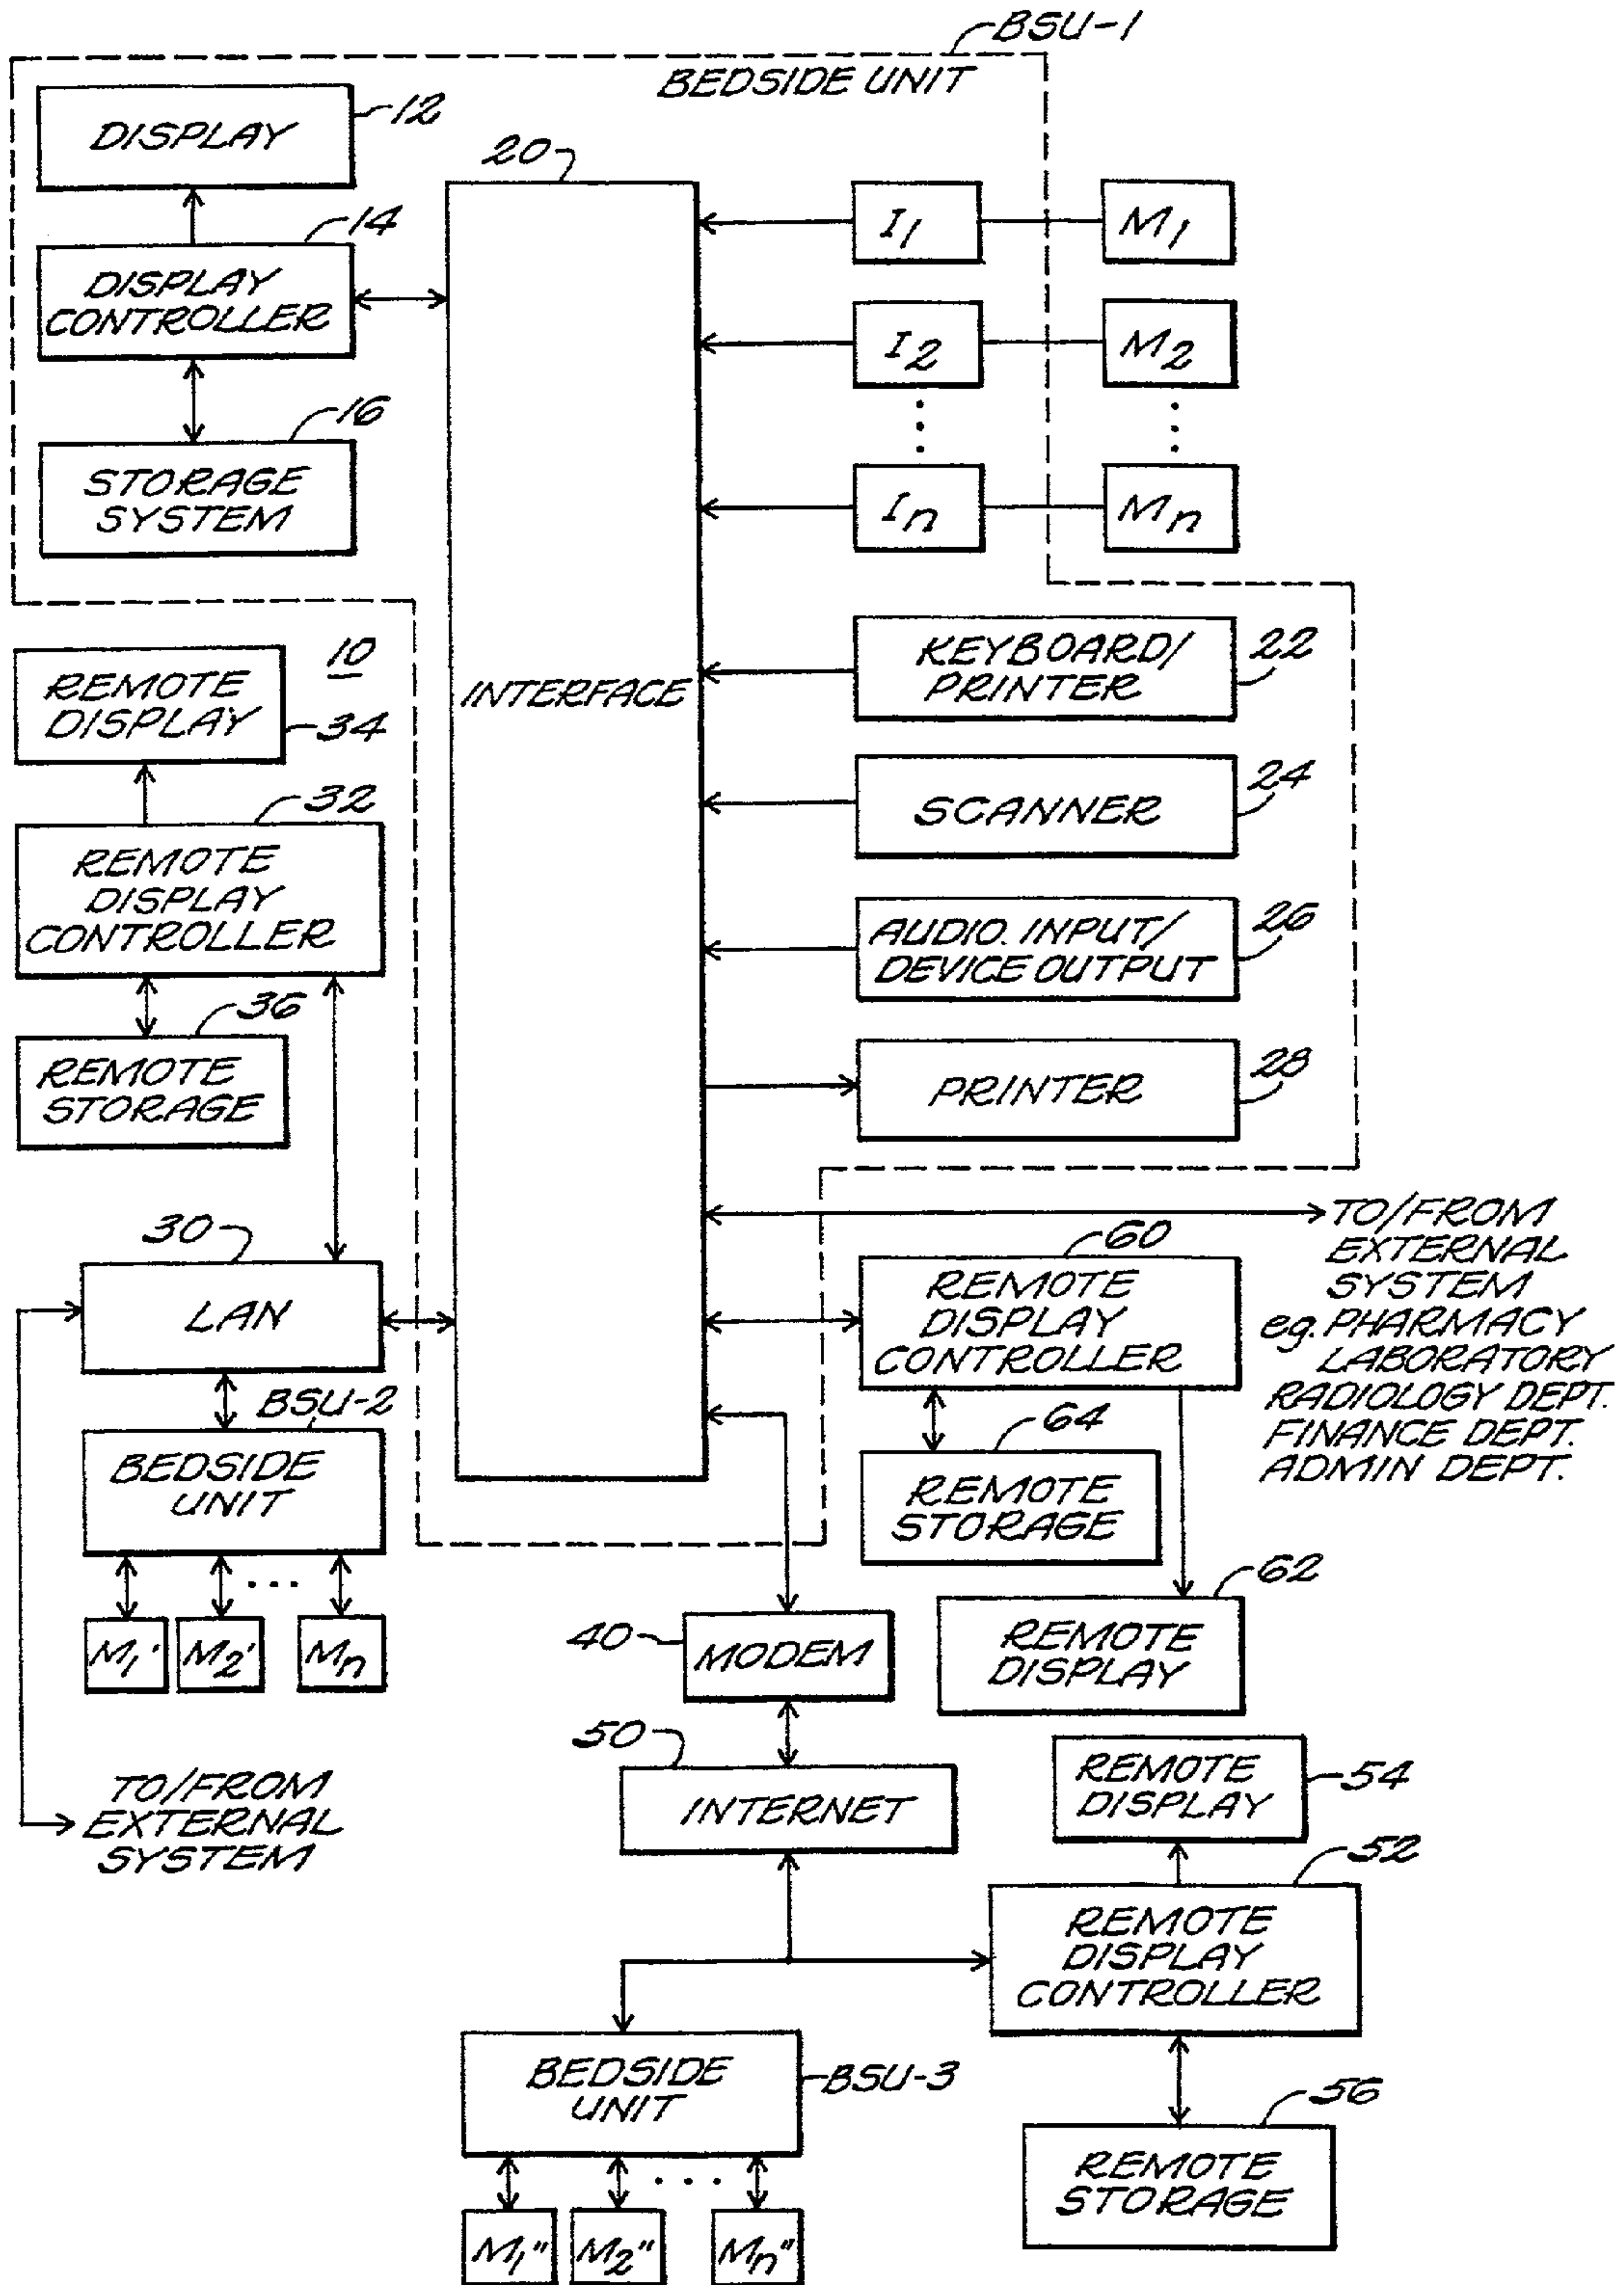 BSU-1
BEDSIDE UNIT
DISPLAY
12
20
14
DISPLAY
CONTROLLER
16
STORAGE
SYSTEM
I1
M1
I2
M2
In
Mn
INTERFACE
KEYBOARD/
PRINTER
22
SCANNER
24
AUDIO. INPUT/
DEVICE OUTPUT
26
PRINTER
28
10
REMOTE
DISPLAY
34
32
REMOTE
DISPLAY
CONTROLLER
36
REMOTE
STORAGE
30
LAN
BSU-2
BEDSIDE
UNIT
M1'
M2'
Mn
TO/FROM
EXTERNAL
SYSTEM
TO/FROM
EXTERNAL
SYSTEM
eg. PHARMACY
LABORATORY
RADIOLOGY DEPT.
FINANCE DEPT.
ADMIN DEPT.
60
REMOTE
DISPLAY
CONTROLLER
64
REMOTE
STORAGE
62
REMOTE
DISPLAY
40
MODEM
50
INTERNET
REMOTE
DISPLAY
54
52
REMOTE
DISPLAY
CONTROLLER
56
REMOTE
STORAGE
BEDSIDE
UNIT
BSU-3
M1"
M2"
Mn"